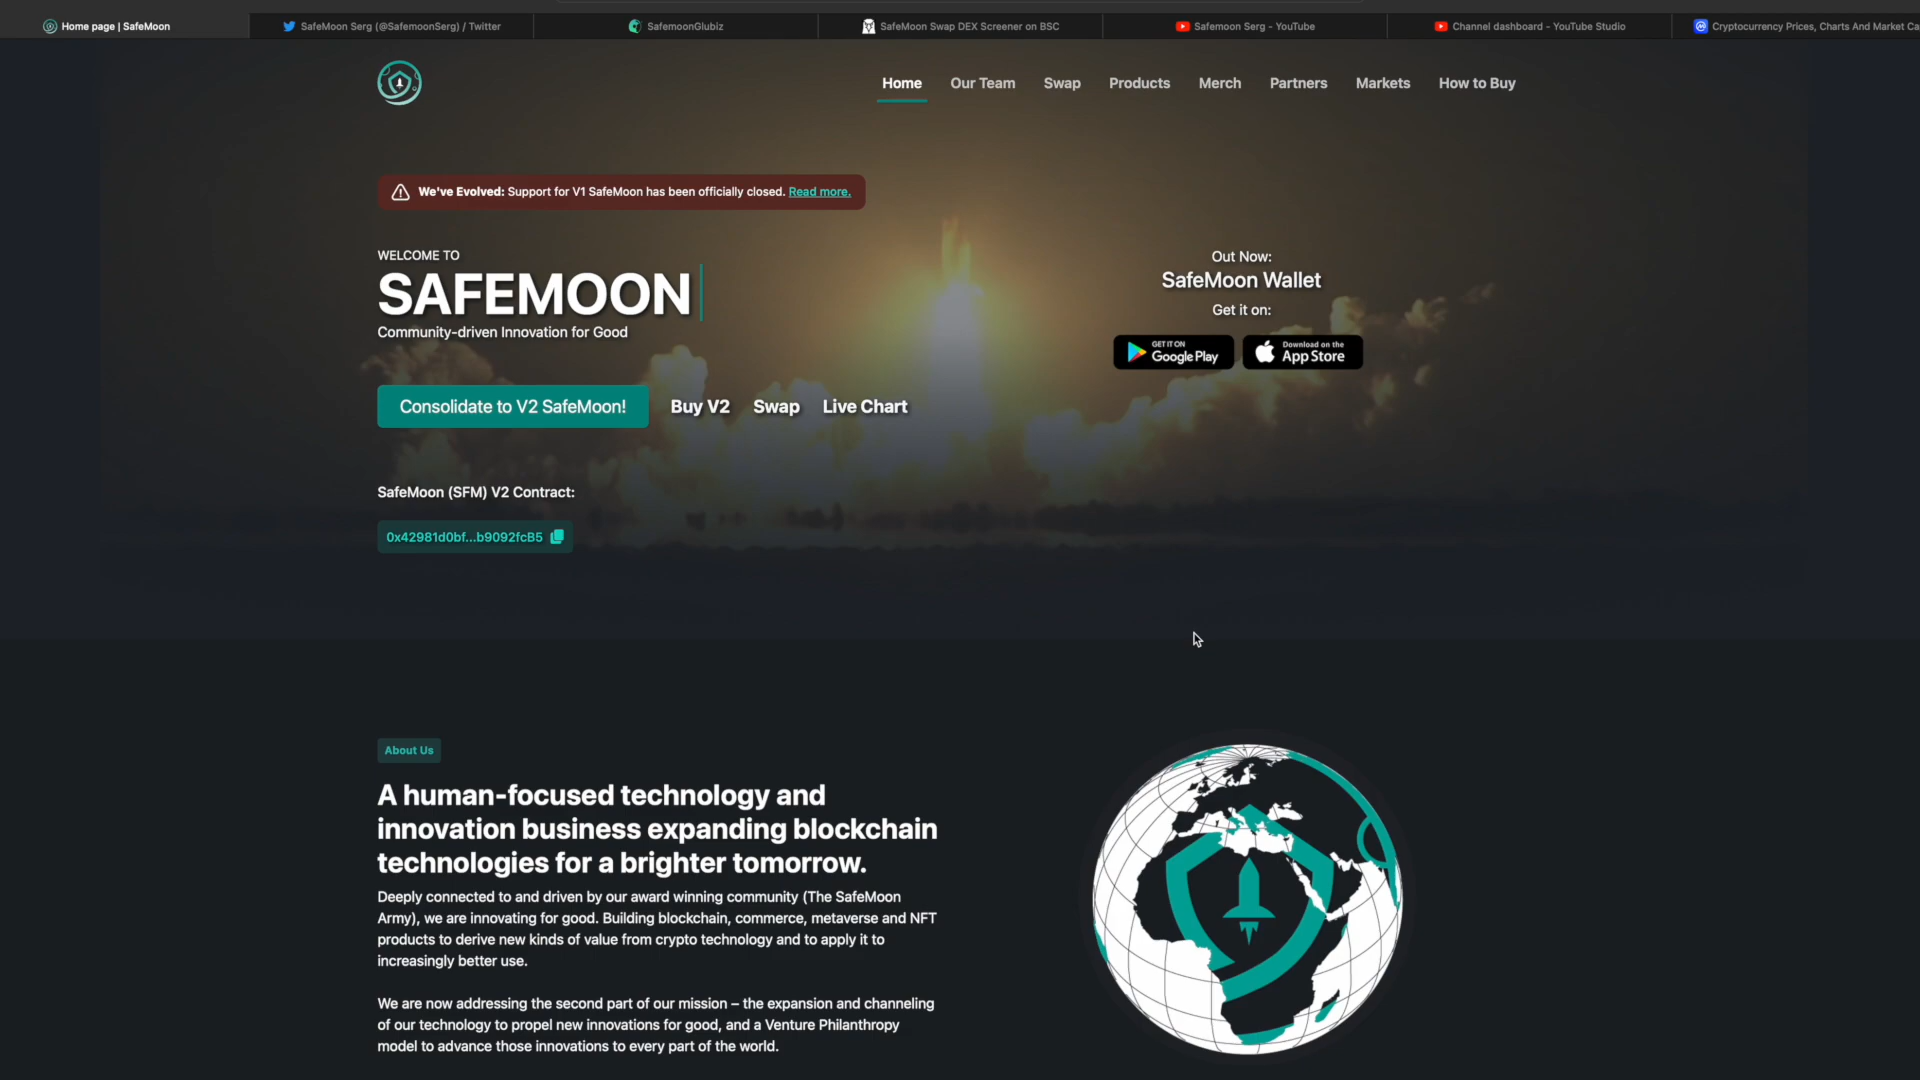 Home page | SafeMoon
SafeMoon Serg (@SafemoonSerg) / Twitter
SafemoonGlubiz
SafeMoon Swap DEX Screener on BSC
Safemoon Serg - YouTube
Channel dashboard - YouTube Studio
Cryptocurrency Prices, Charts And Market Ca
Home
Our Team
Swap
Products
Merch
Partners
Markets
How to Buy
We've Evolved: Support for V1 SafeMoon has been officially closed. Read more.
WELCOME TO
SAFEMOON
Community-driven Innovation for Good
Out Now:
SafeMoon Wallet
Get it on:
GET IT ON
Google Play
Download on the
App Store
Consolidate to V2 SafeMoon!
Buy V2
Swap
Live Chart
SafeMoon (SFM) V2 Contract:
0x42981d0bf...b9092fcB5
About Us
A human-focused technology and
innovation business expanding blockchain
technologies for a brighter tomorrow.
Deeply connected to and driven by our award winning community (The SafeMoon
Army), we are innovating for good. Building blockchain, commerce, metaverse and NFT
products to derive new kinds of value from crypto technology and to apply it to
increasingly better use.
We are now addressing the second part of our mission – the expansion and channeling
of our technology to propel new innovations for good, and a Venture Philanthropy
model to advance those innovations to every part of the world.